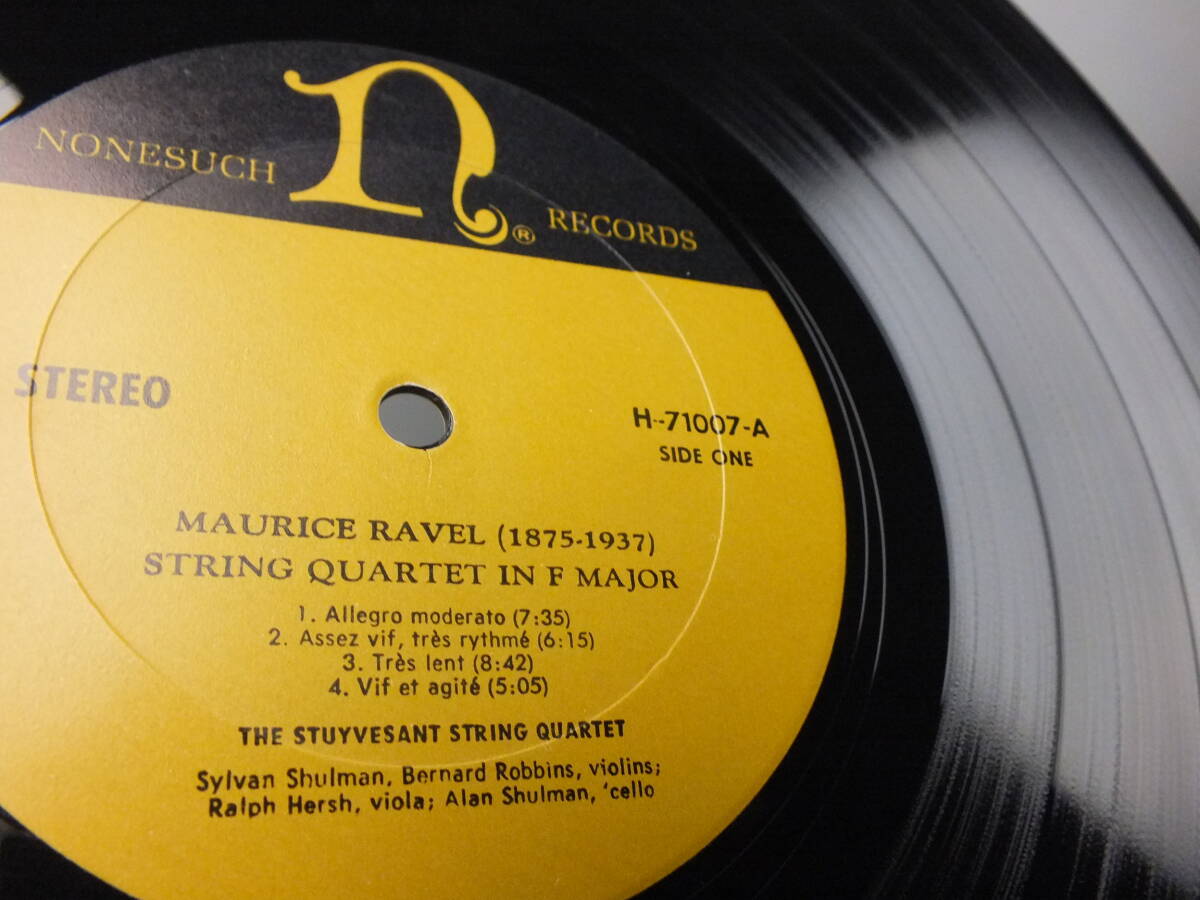 NONESUCH n® RECORDS
STEREO
H-71007-A
SIDE ONE
MAURICE RAVEL (1875-1937)
STRING QUARTET IN F MAJOR
1. Allegro moderato (7:35)
2. Assez vif, très rythmé (6:15)
3. Très lent (8:42)
4. Vif et agité (5:05)
THE STUYVESANT STRING QUARTET
Sylvan Shulman, Bernard Robbins, violins;
Ralph Hersh, viola; Alan Shulman, 'cello